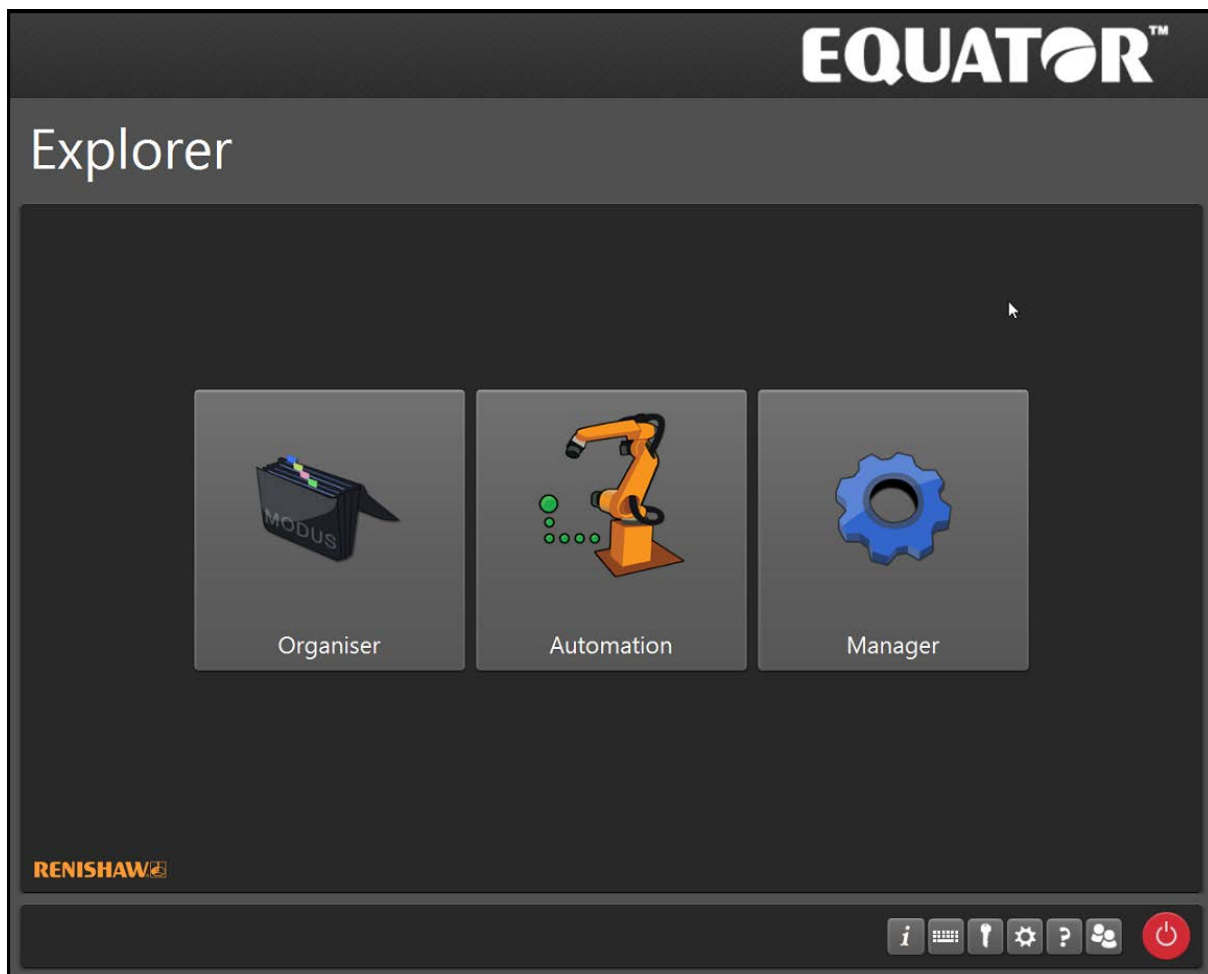 EQUATOR™
Explorer
MODUS
Organiser
Automation
Manager
RENISHAW
i
?